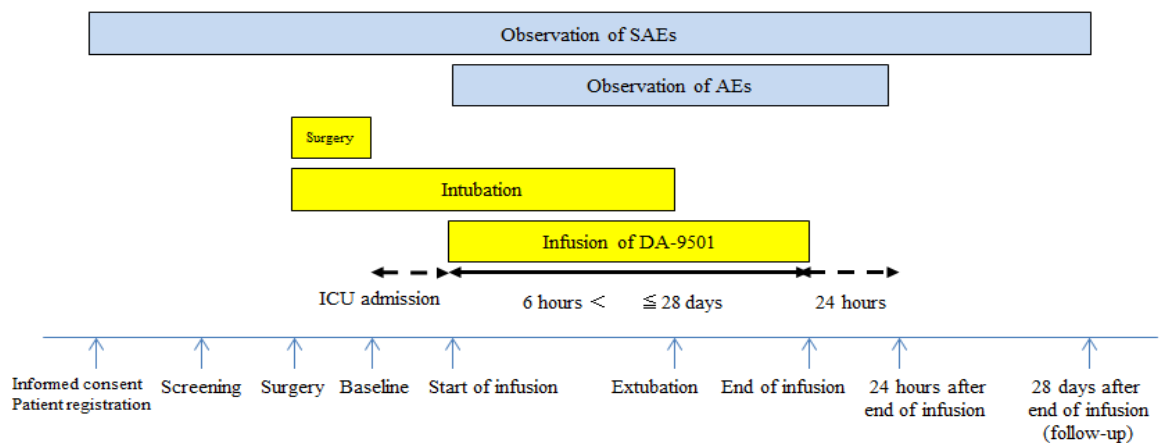 Observation of SAEs
Observation of AEs
Surgery
Intubation
Infusion of DA-9501
ICU admission
6 hours < ≦ 28 days
24 hours
Informed consent
Patient registration
Screening
Surgery
Baseline
Start of infusion
Extubation
End of infusion
24 hours after
end of infusion
28 days after
end of infusion
(follow-up)